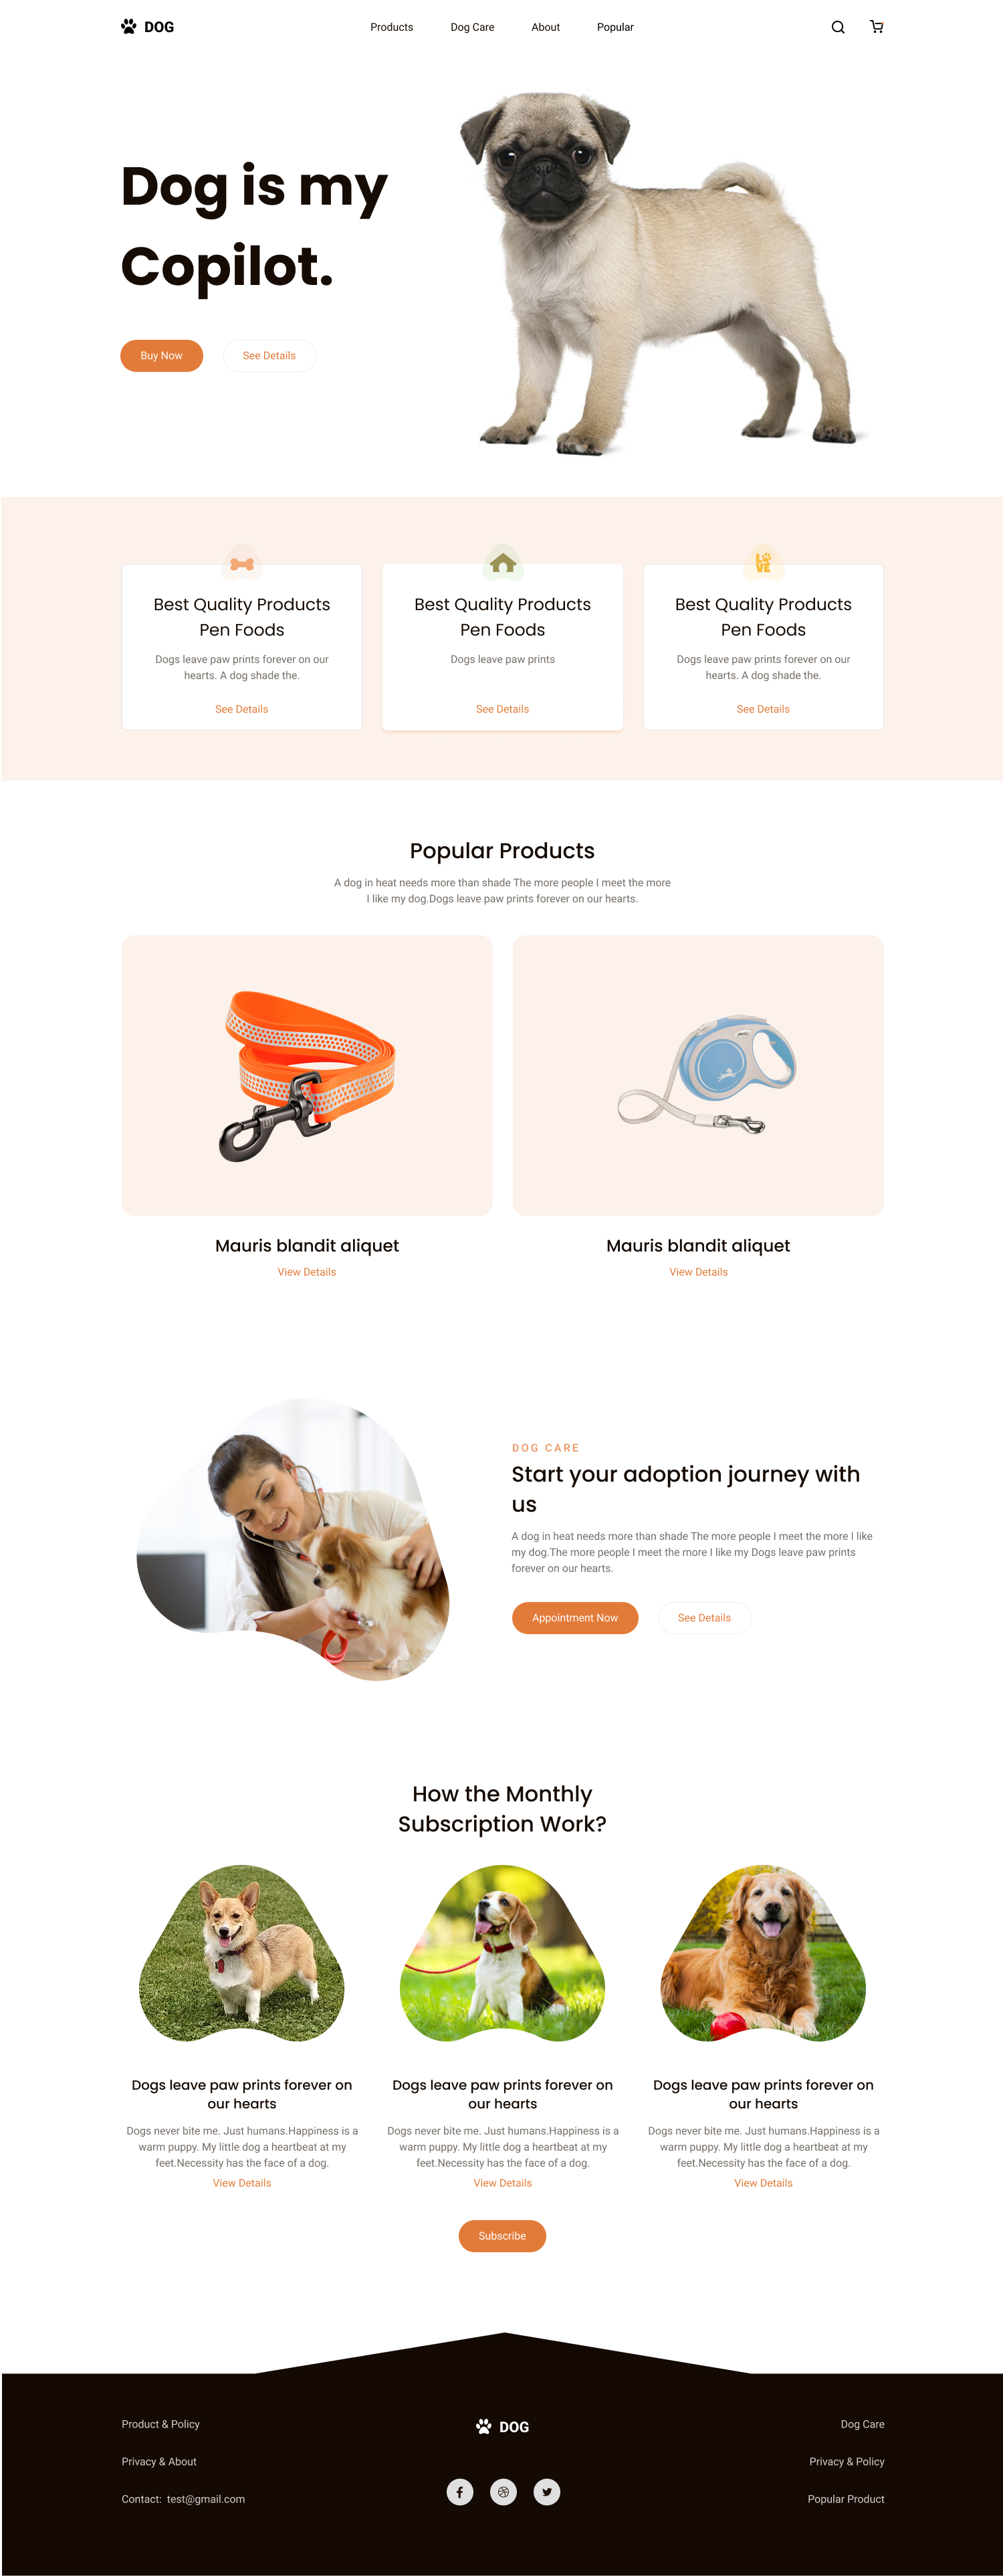 DOG
Products
Dog Care
About
Popular
Dog is my
Copilot.
Buy Now
See Details
LOVE
Best Quality Products
Pen Foods
Dogs leave paw prints forever on our
hearts. A dog shade the.
See Details
Best Quality Products
Pen Foods
Dogs leave paw prints
See Details
Best Quality Products
Pen Foods
Dogs leave paw prints forever on our
hearts. A dog shade the.
See Details
Popular Products
A dog in heat needs more than shade The more people I meet the more
I like my dog.Dogs leave paw prints forever on our hearts.
Mauris blandit aliquet
View Details
Mauris blandit aliquet
View Details
DOG CARE
Start your adoption journey with
us
A dog in heat needs more than shade The more people I meet the more I like
my dog.The more people I meet the more I like my Dogs leave paw prints
forever on our hearts.
Appointment Now
See Details
How the Monthly
Subscription Work?
Dogs leave paw prints forever on
our hearts
Dogs never bite me. Just humans.Happiness is a
warm puppy. My little dog a heartbeat at my
feet.Necessity has the face of a dog.
View Details
Dogs leave paw prints forever on
our hearts
Dogs never bite me. Just humans.Happiness is a
warm puppy. My little dog a heartbeat at my
feet.Necessity has the face of a dog.
View Details
Dogs leave paw prints forever on
our hearts
Dogs never bite me. Just humans.Happiness is a
warm puppy. My little dog a heartbeat at my
feet.Necessity has the face of a dog.
View Details
Subscribe
Product & Policy
Privacy & About
Contact: test@gmail.com
DOG
Dog Care
Privacy & Policy
Popular Product